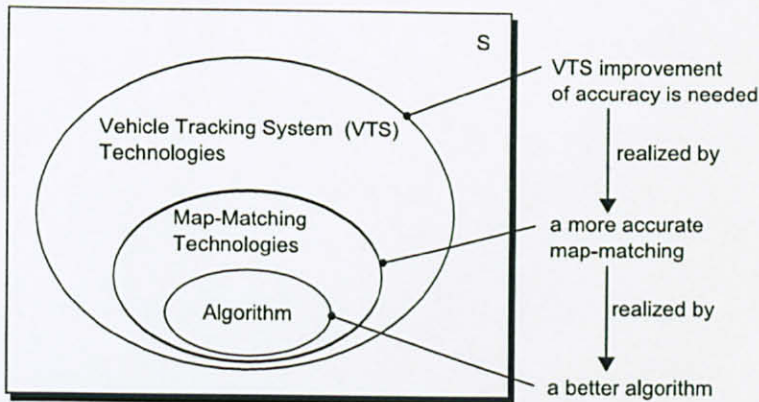 S
Vehicle Tracking System (VTS)
Technologies
Map-Matching
Technologies
Algorithm
VTS improvement
of accuracy is needed
realized by
a more accurate
map-matching
realized by
a better algorithm